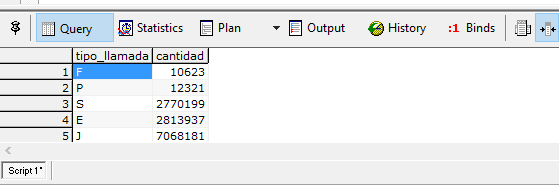 Query Statistics Plan Output History :1 Binds
tipo_llamada cantidad
1 F 10623
2 P 12321
3 S 2770199
4 E 2813937
5 J 7068181
Script 1*